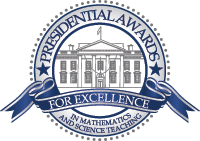 PRESIDENTIAL AWARDS
FOR EXCELLENCE
IN MATHEMATICS
AND SCIENCE TEACHING